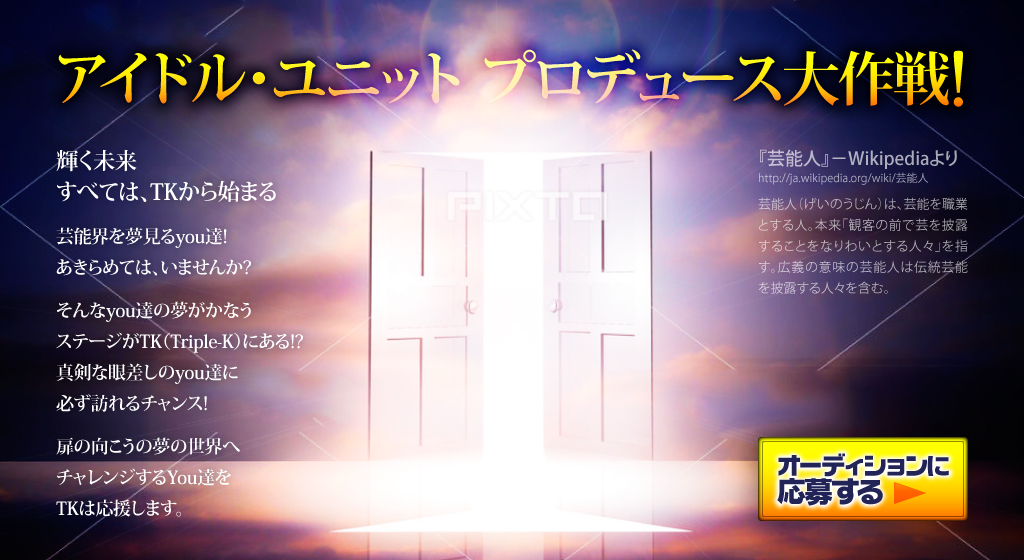 アイドル・ユニット プロデュース大作戦!
輝く未来
すべては、TKから始まる
芸能界を夢見るyou達!
あきらめては、いませんか?
そんなyou達の夢がかなう
ステージがTK(Triple-K)にある!?
真剣な眼差しのyou達に
必ず訪れるチャンス!
扉の向こうの夢の世界へ
チャレンジするYou達を
TKは応援します。
PIXTA
『芸能人』−Wikipediaより
http://ja.wikipedia.org/wiki/芸能人
芸能人(げいのうじん)は、芸能を職業
とする人。本来「観客の前で芸を披露
することをなりわいとする人々」を指
す。広義の意味の芸能人は伝統芸能
を披露する人々を含む。
オーディションに
応募する